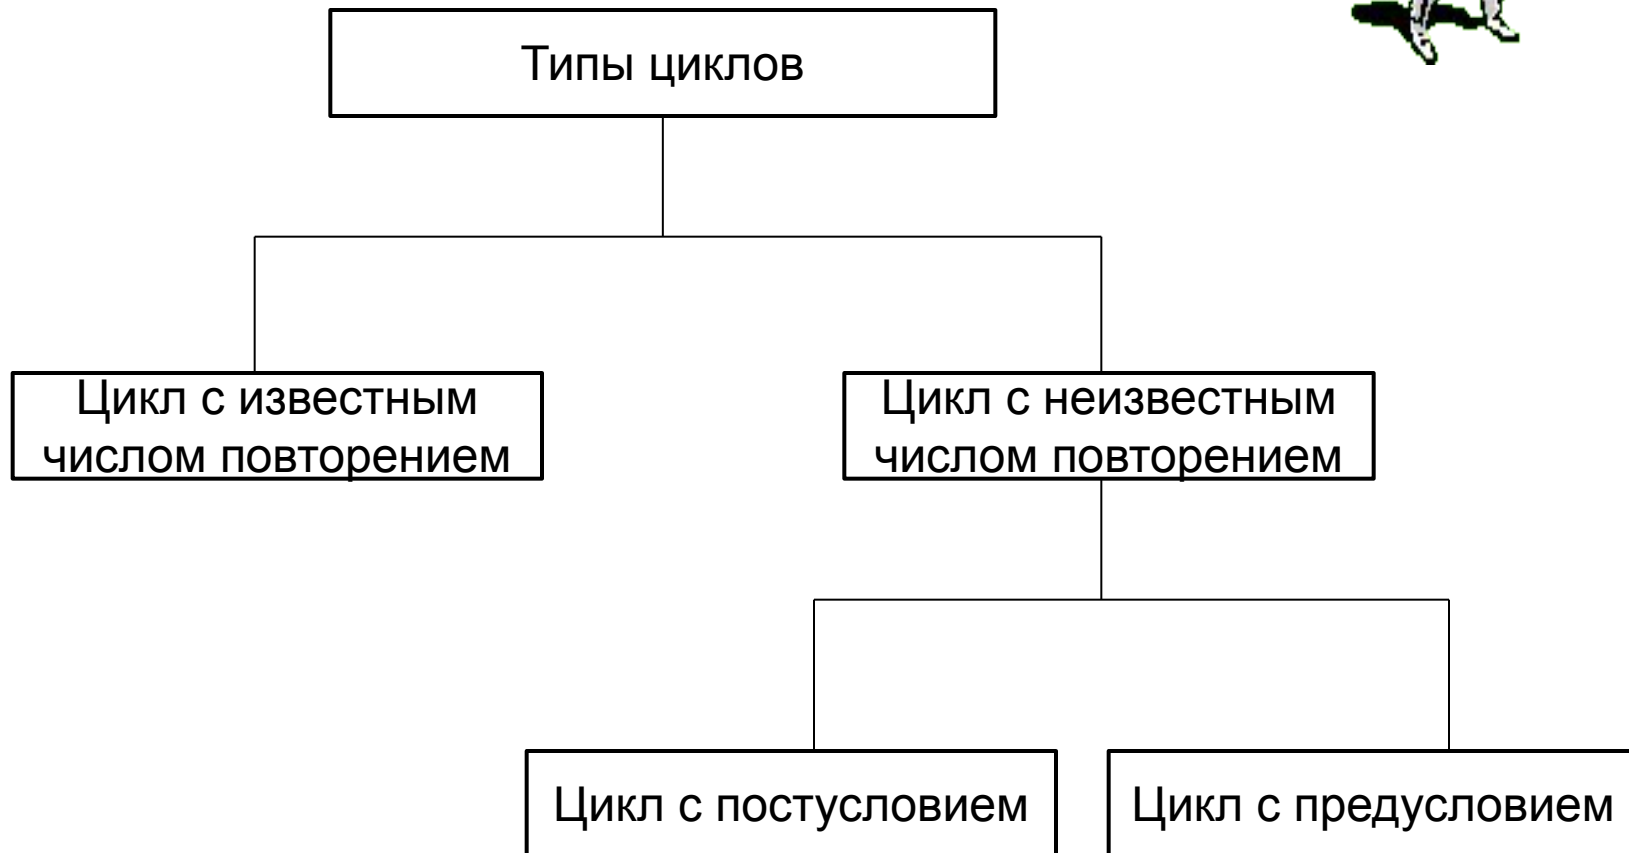 Типы циклов
Цикл с известным
числом повторением
Цикл с неизвестным
числом повторением
Цикл с постусловием
Цикл с предусловием